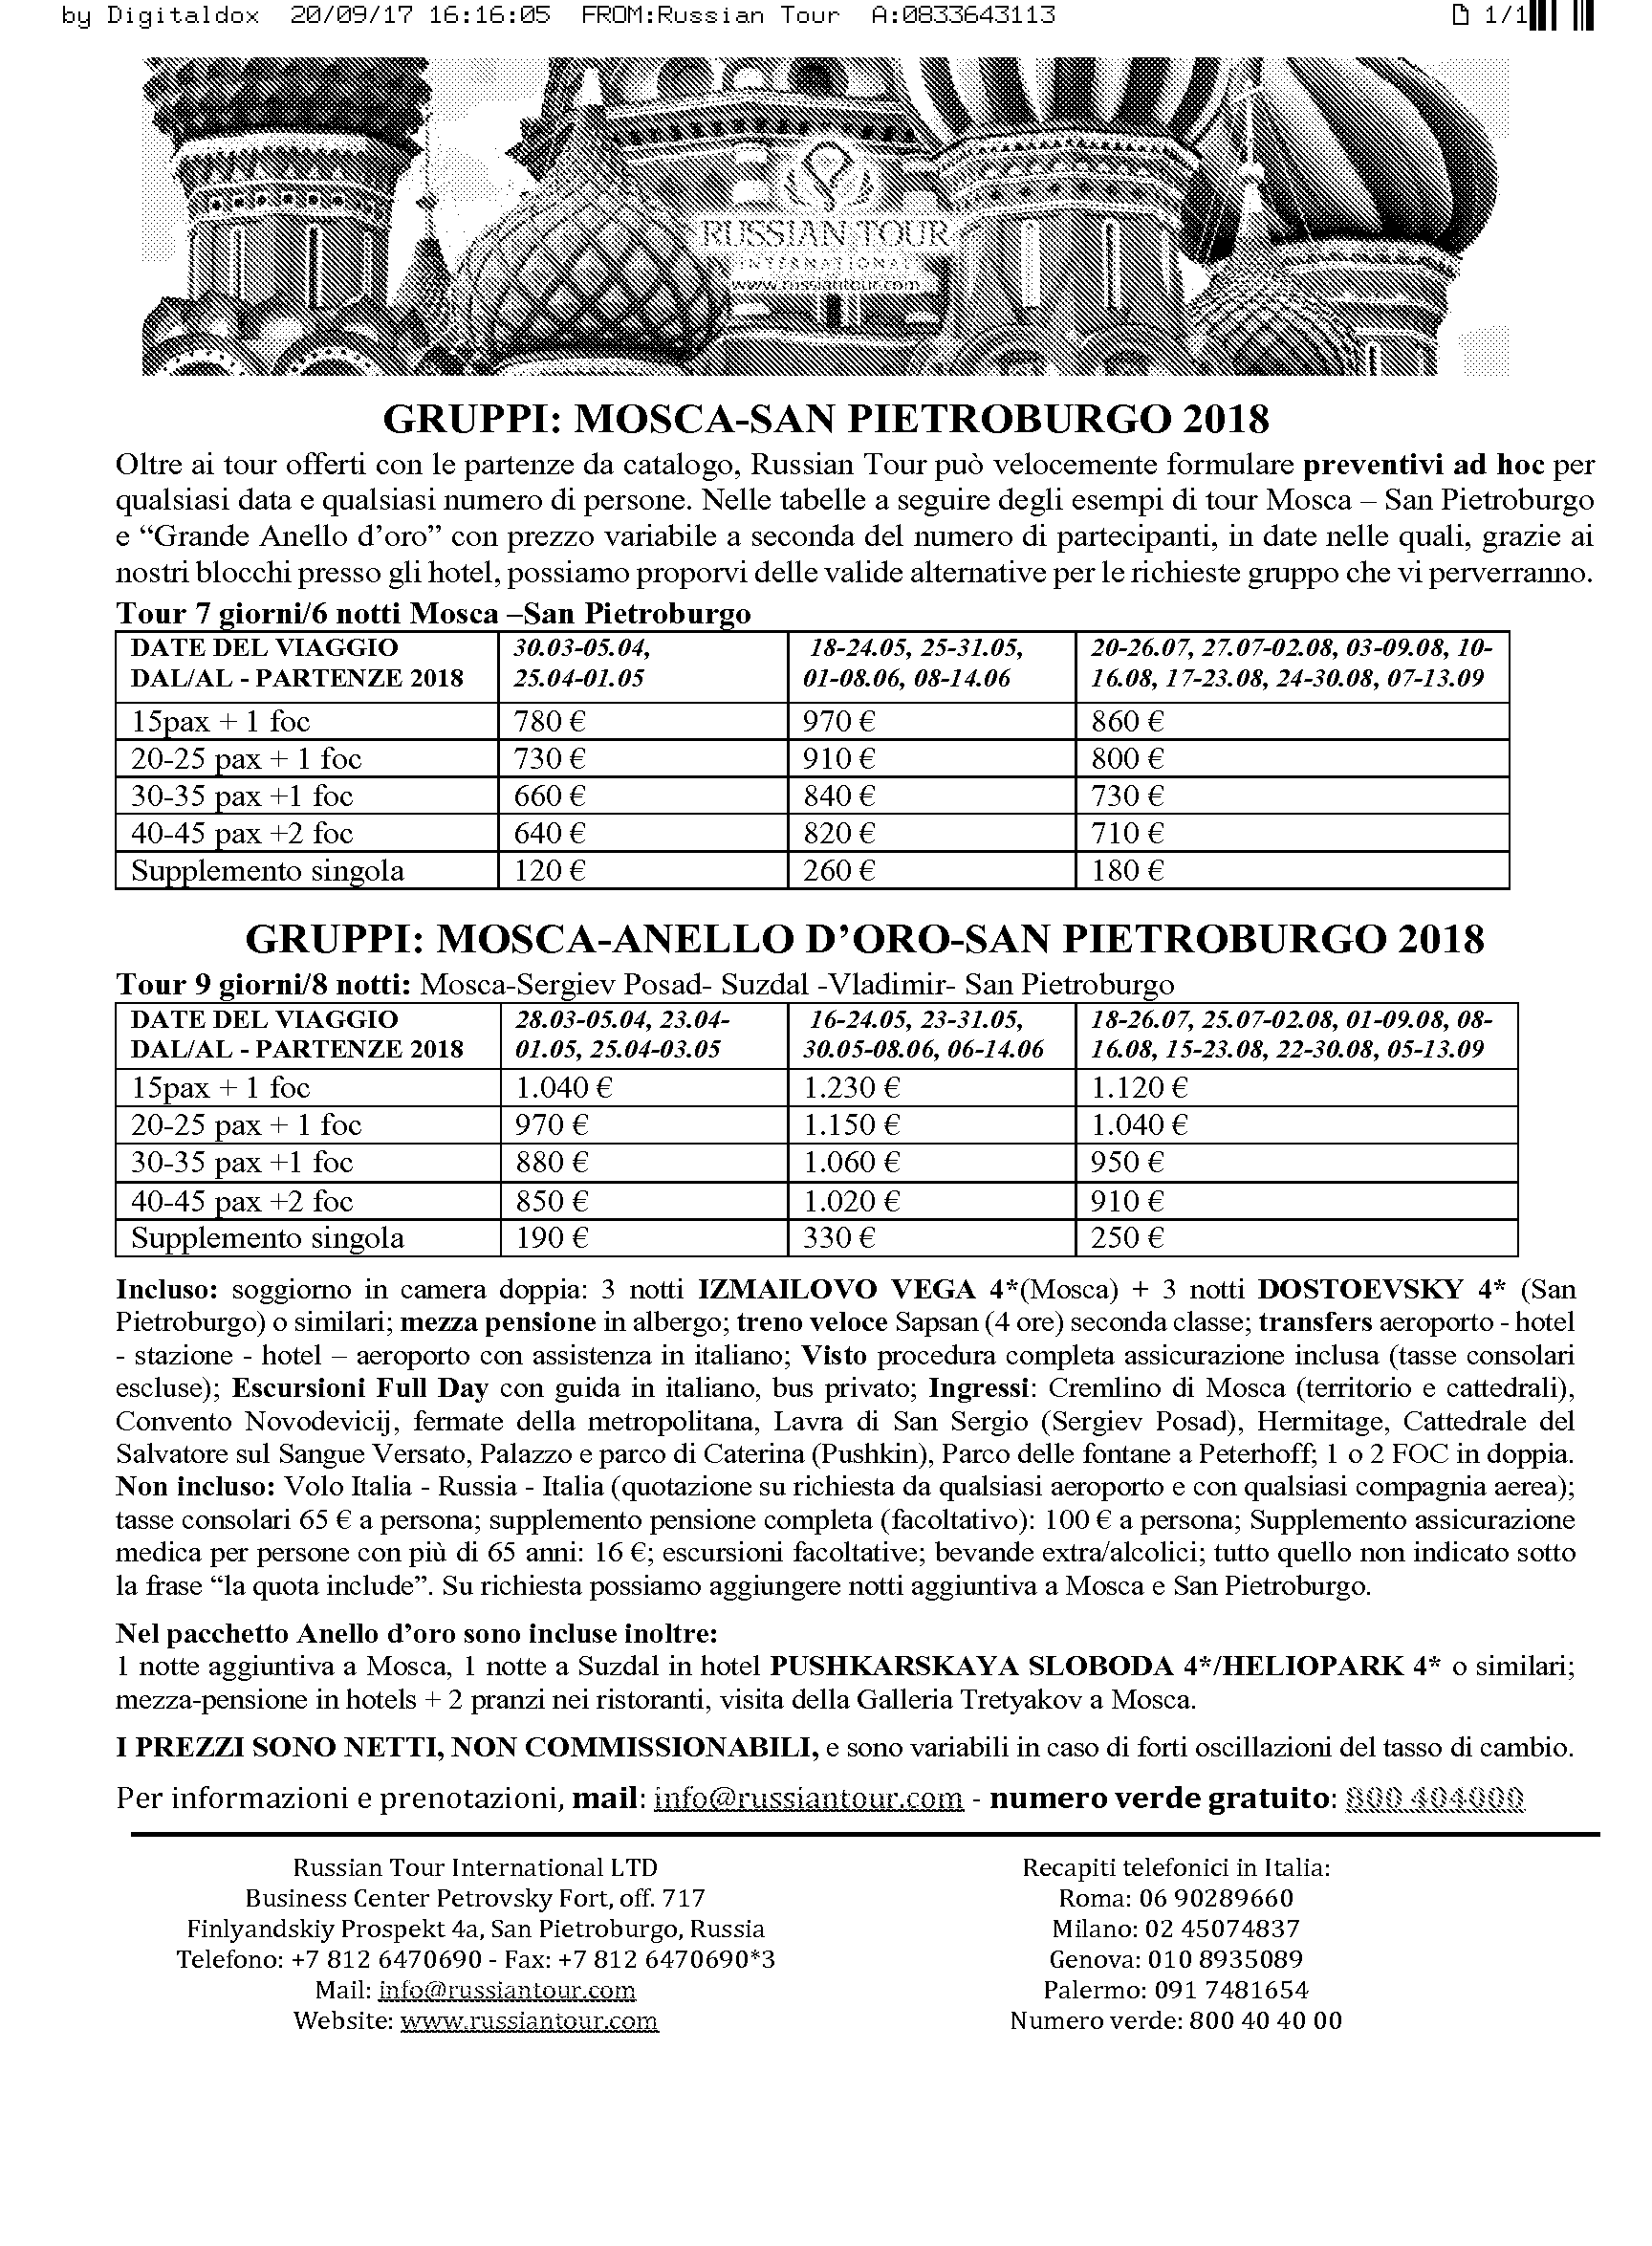 by Digitaldox 20/09/17 16:16:05 FROM:Russian Tour A:0833643113 1/1
RUSSIAN TOUR
INTERNATIONAL
www.russiantour.com
GRUPPI: MOSCA-SAN PIETROBURGO 2018
Oltre ai tour offerti con le partenze da catalogo, Russian Tour può velocemente formulare preventivi ad hoc per
qualsiasi data e qualsiasi numero di persone. Nelle tabelle a seguire degli esempi di tour Mosca – San Pietroburgo
e “Grande Anello d’oro” con prezzo variabile a seconda del numero di partecipanti, in date nelle quali, grazie ai
nostri blocchi presso gli hotel, possiamo proporvi delle valide alternative per le richieste gruppo che vi perverranno.
Tour 7 giorni/6 notti Mosca –San Pietroburgo
DATE DEL VIAGGIO 30.03-05.04, 18-24.05, 25-31.05, 20-26.07, 27.07-02.08, 03-09.08, 10-
DAL/AL - PARTENZE 2018 25.04-01.05 01-08.06, 08-14.06 16.08, 17-23.08, 24-30.08, 07-13.09
15pax + 1 foc 780 € 970 € 860 €
20-25 pax + 1 foc 730 € 910 € 800 €
30-35 pax +1 foc 660 € 840 € 730 €
40-45 pax +2 foc 640 € 820 € 710 €
Supplemento singola 120 € 260 € 180 €
GRUPPI: MOSCA-ANELLO D’ORO-SAN PIETROBURGO 2018
Tour 9 giorni/8 notti: Mosca-Sergiev Posad- Suzdal -Vladimir- San Pietroburgo
DATE DEL VIAGGIO 28.03-05.04, 23.04- 16-24.05, 23-31.05, 18-26.07, 25.07-02.08, 01-09.08, 08-
DAL/AL - PARTENZE 2018 01.05, 25.04-03.05 30.05-08.06, 06-14.06 16.08, 15-23.08, 22-30.08, 05-13.09
15pax + 1 foc 1.040 € 1.230 € 1.120 €
20-25 pax + 1 foc 970 € 1.150 € 1.040 €
30-35 pax +1 foc 880 € 1.060 € 950 €
40-45 pax +2 foc 850 € 1.020 € 910 €
Supplemento singola 190 € 330 € 250 €
Incluso: soggiorno in camera doppia: 3 notti IZMAILOVO VEGA 4*(Mosca) + 3 notti DOSTOEVSKY 4* (San
Pietroburgo) o similari; mezza pensione in albergo; treno veloce Sapsan (4 ore) seconda classe; transfers aeroporto - hotel
- stazione - hotel – aeroporto con assistenza in italiano; Visto procedura completa assicurazione inclusa (tasse consolari
escluse); Escursioni Full Day con guida in italiano, bus privato; Ingressi: Cremlino di Mosca (territorio e cattedrali),
Convento Novodevicij, fermate della metropolitana, Lavra di San Sergio (Sergiev Posad), Hermitage, Cattedrale del
Salvatore sul Sangue Versato, Palazzo e parco di Caterina (Pushkin), Parco delle fontane a Peterhoff; 1 o 2 FOC in doppia.
Non incluso: Volo Italia - Russia - Italia (quotazione su richiesta da qualsiasi aeroporto e con qualsiasi compagnia aerea);
tasse consolari 65 € a persona; supplemento pensione completa (facoltativo): 100 € a persona; Supplemento assicurazione
medica per persone con più di 65 anni: 16 €; escursioni facoltative; bevande extra/alcolici; tutto quello non indicato sotto
la frase “la quota include”. Su richiesta possiamo aggiungere notti aggiuntiva a Mosca e San Pietroburgo.
Nel pacchetto Anello d’oro sono incluse inoltre:
1 notte aggiuntiva a Mosca, 1 notte a Suzdal in hotel PUSHKARSKAYA SLOBODA 4*/HELIOPARK 4* o similari;
mezza-pensione in hotels + 2 pranzi nei ristoranti, visita della Galleria Tretyakov a Mosca.
I PREZZI SONO NETTI, NON COMMISSIONABILI, e sono variabili in caso di forti oscillazioni del tasso di cambio.
Per informazioni e prenotazioni, mail: info@russiantour.com - numero verde gratuito: 800 404000
Russian Tour International LTD
Business Center Petrovsky Fort, off. 717
Finlyandskiy Prospekt 4a, San Pietroburgo, Russia
Telefono: +7 812 6470690 - Fax: +7 812 6470690*3
Mail: info@russiantour.com
Website: www.russiantour.com
Recapiti telefonici in Italia:
Roma: 06 90289660
Milano: 02 45074837
Genova: 010 8935089
Palermo: 091 7481654
Numero verde: 800 40 40 00